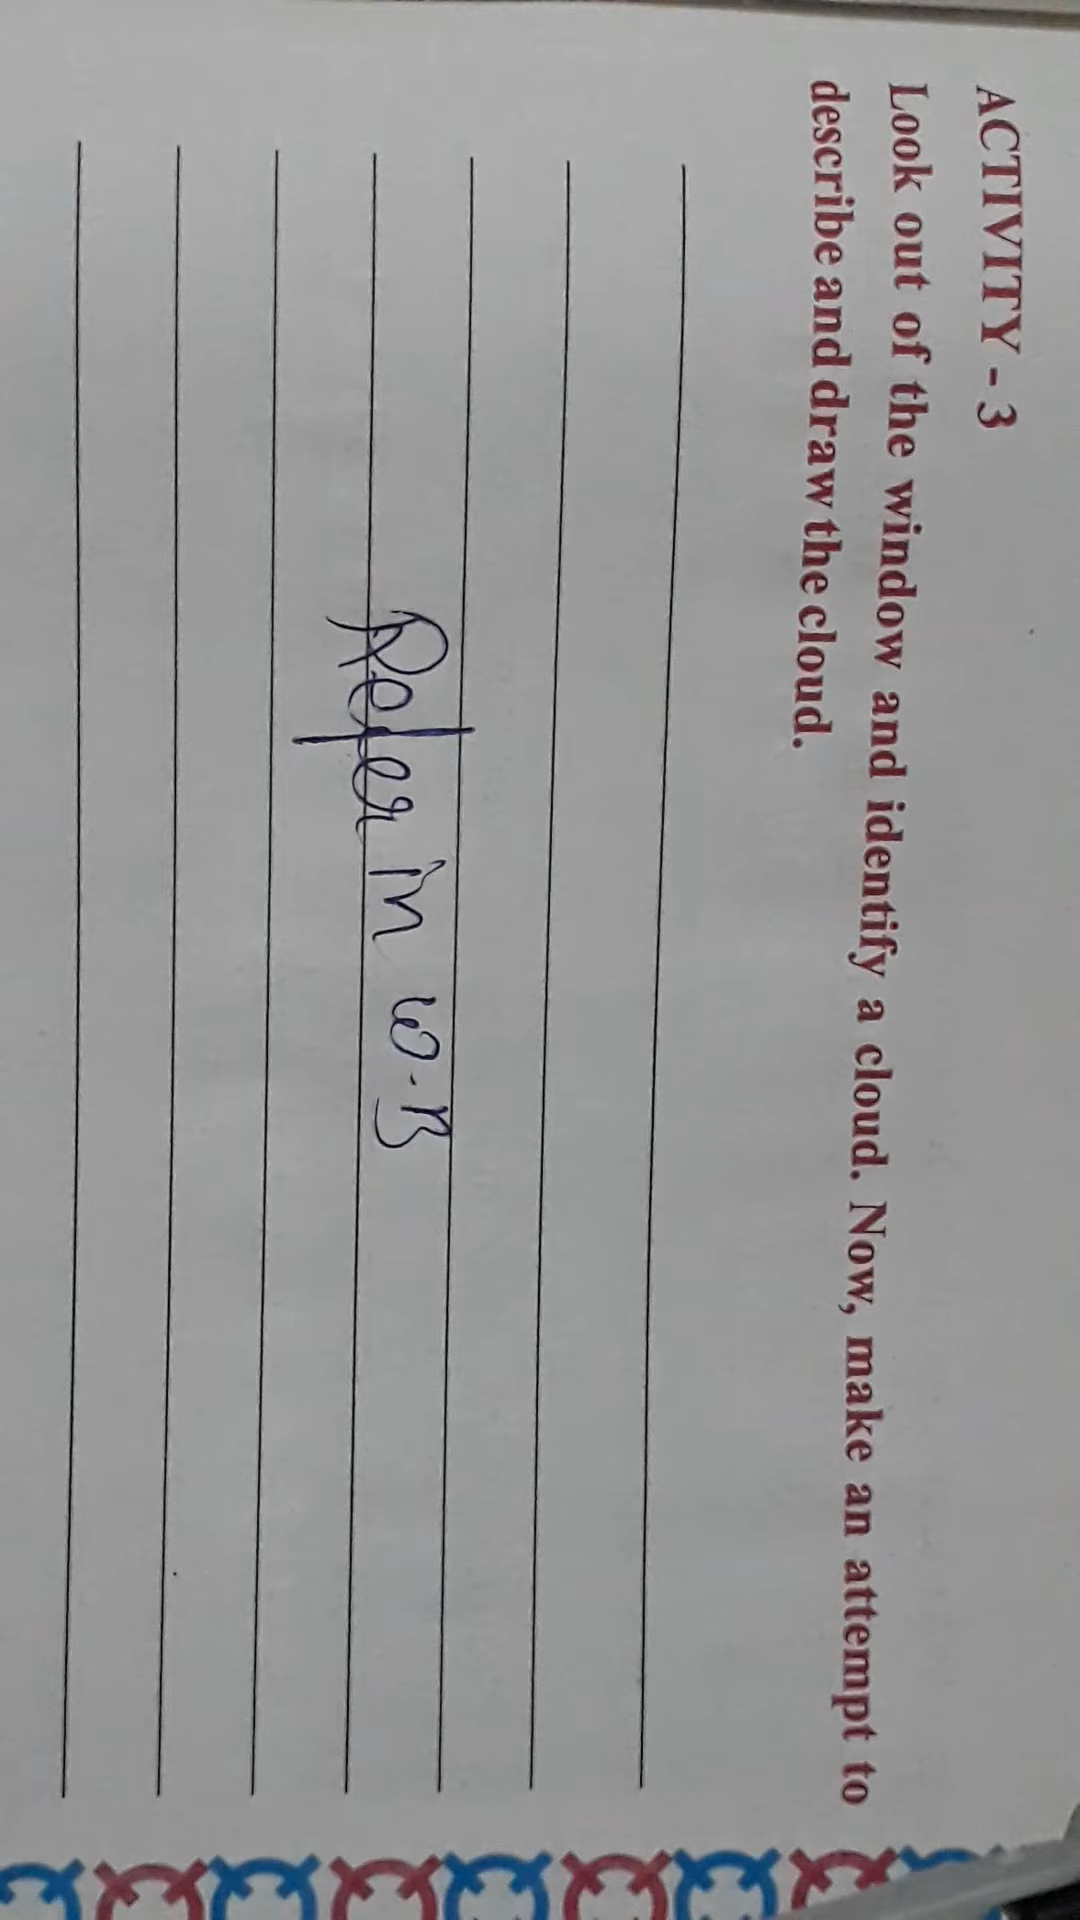 ACTIVITY - 3
Look out of the window and identify a cloud. Now, make an attempt to
describe and draw the cloud.
Refer in w.B